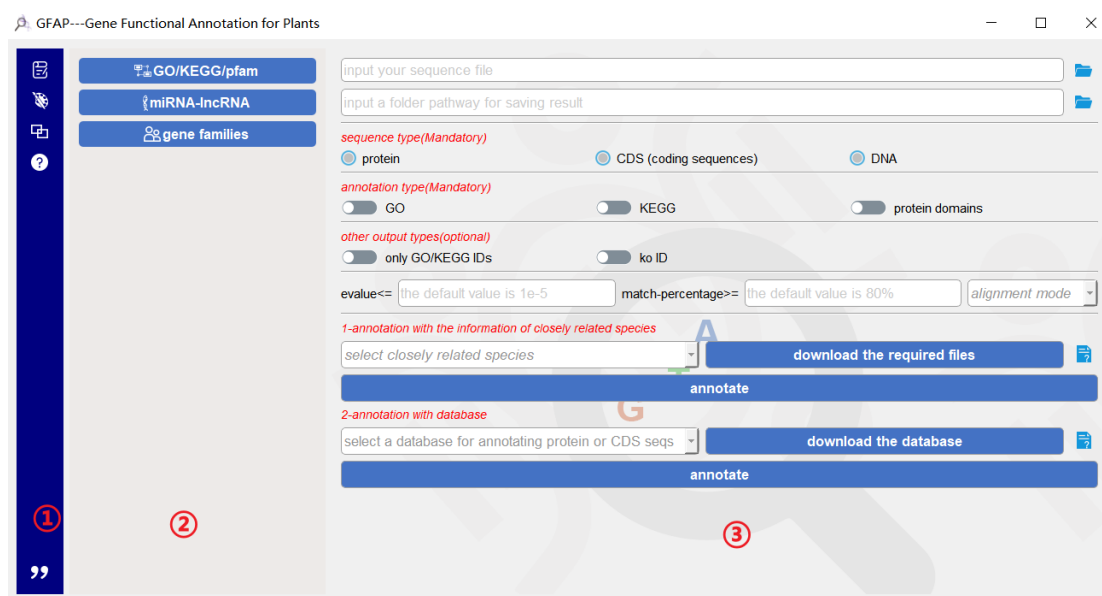 GFAP---Gene Functional Annotation for Plants
GO/KEGG/pfam
miRNA-lncRNA
gene families
input your sequence file
input a folder pathway for saving result
sequence type(Mandatory)
protein CDS (coding sequences) DNA
annotation type(Mandatory)
GO KEGG protein domains
other output types(optional)
only GO/KEGG IDs ko ID
evalue<= the default value is 1e-5 match-percentage>= the default value is 80% alignment mode
1-annotation with the information of closely related species
A
select closely related species download the required files
T
annotate
2-annotation with database
G
select a database for annotating protein or CDS seqs download the database
annotate
①
②
③